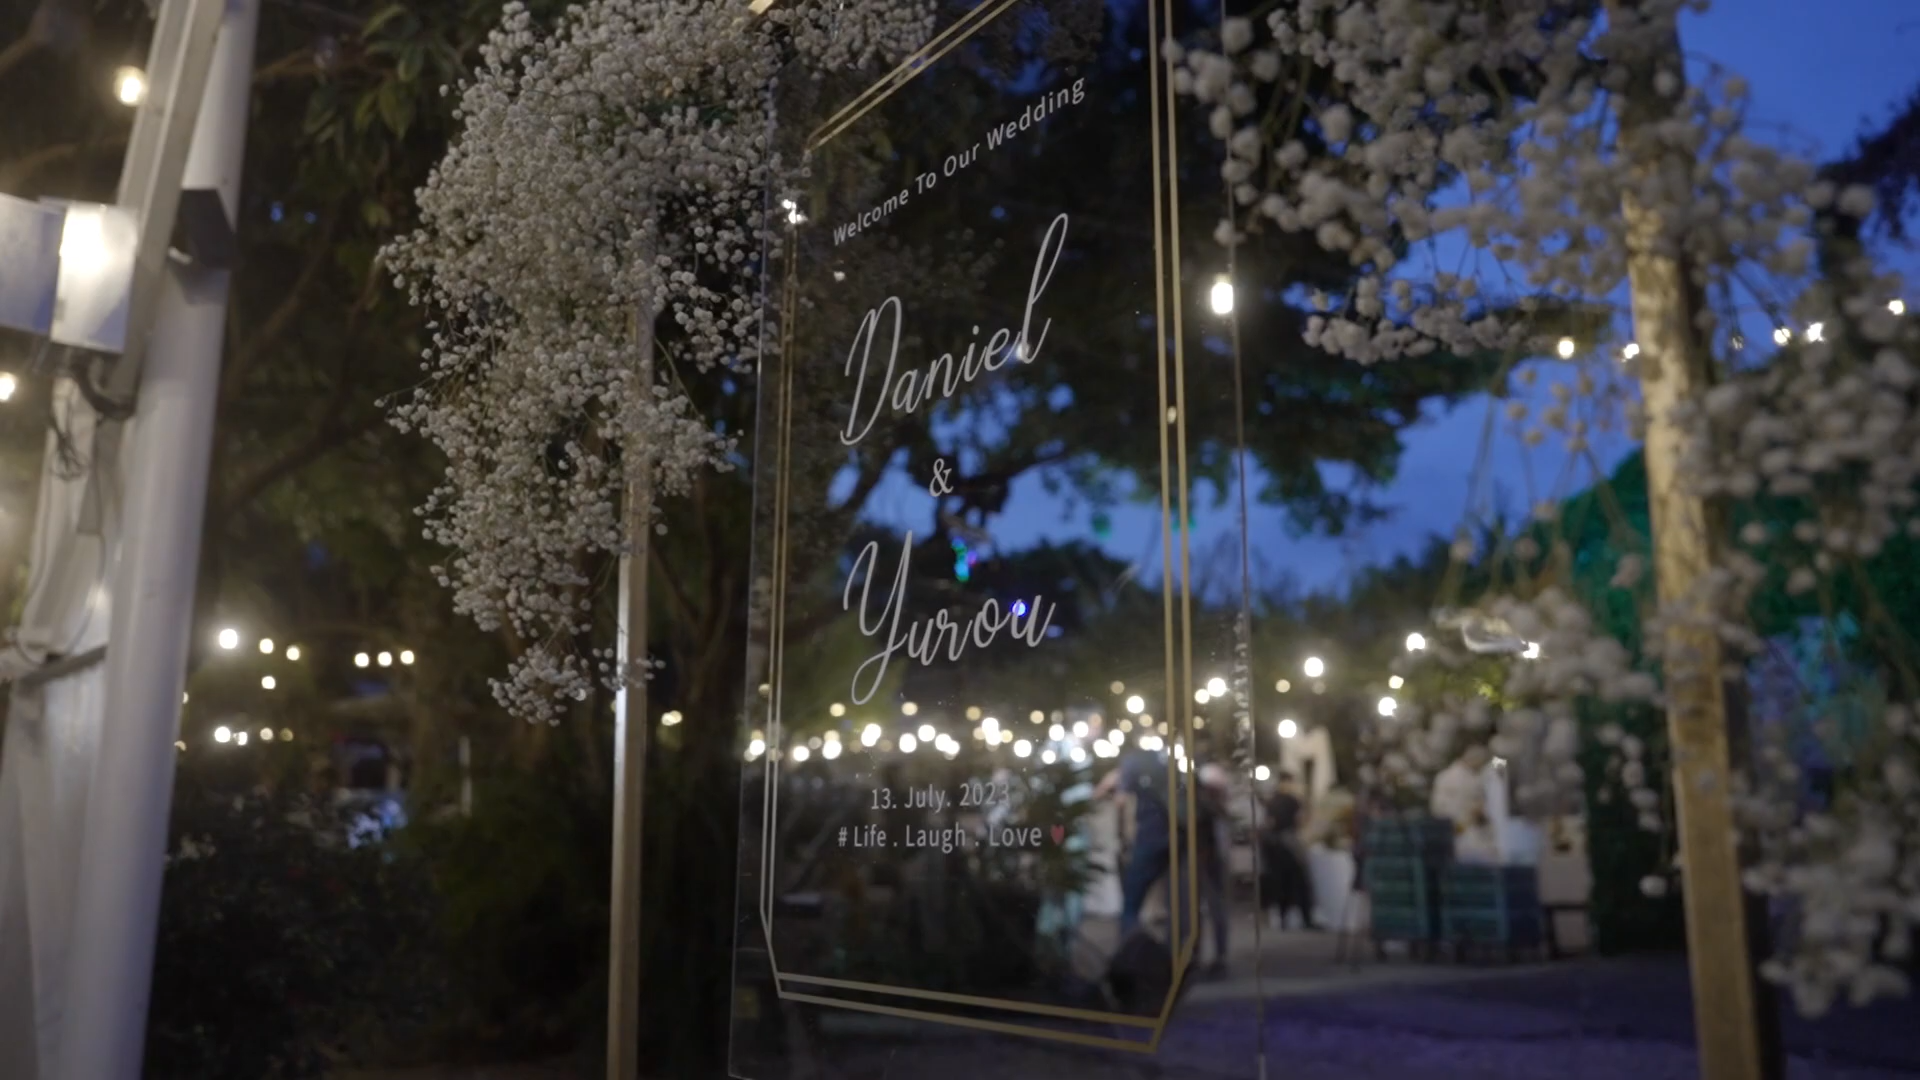 Welcome To Our Wedding
Daniel
&
Yurou
13. July. 2023
# Life . Laugh . Love ♥